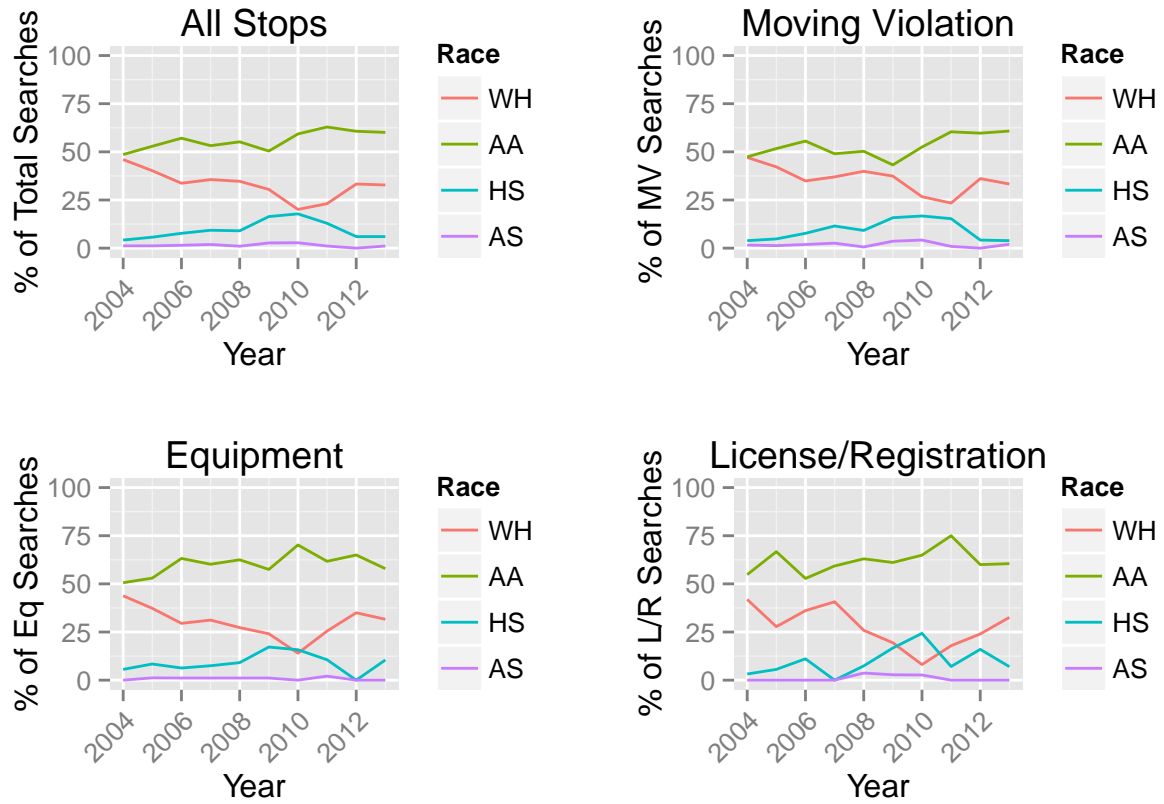 All Stops
% of Total Searches
100
75
50
25
0
2004
2006
2008
2010
2012
Year
Race
WH
AA
HS
AS
Moving Violation
% of MV Searches
100
75
50
25
0
2004
2006
2008
2010
2012
Year
Race
WH
AA
HS
AS
Equipment
% of Eq Searches
100
75
50
25
0
2004
2006
2008
2010
2012
Year
Race
WH
AA
HS
AS
License/Registration
% of L/R Searches
100
75
50
25
0
2004
2006
2008
2010
2012
Year
Race
WH
AA
HS
AS